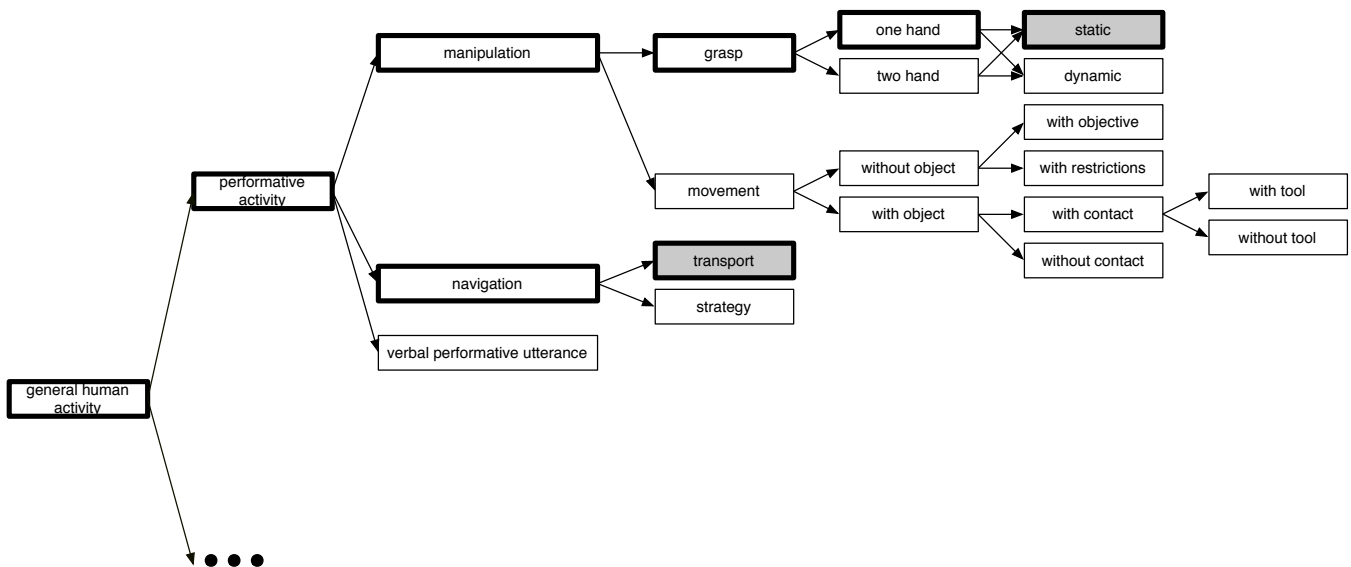 one hand
static
manipulation
grasp
two hand
dynamic
with objective
without object
with restrictions
performative
activity
movement
with tool
with object
with contact
without tool
transport
without contact
navigation
strategy
verbal performative utterance
general human
activity